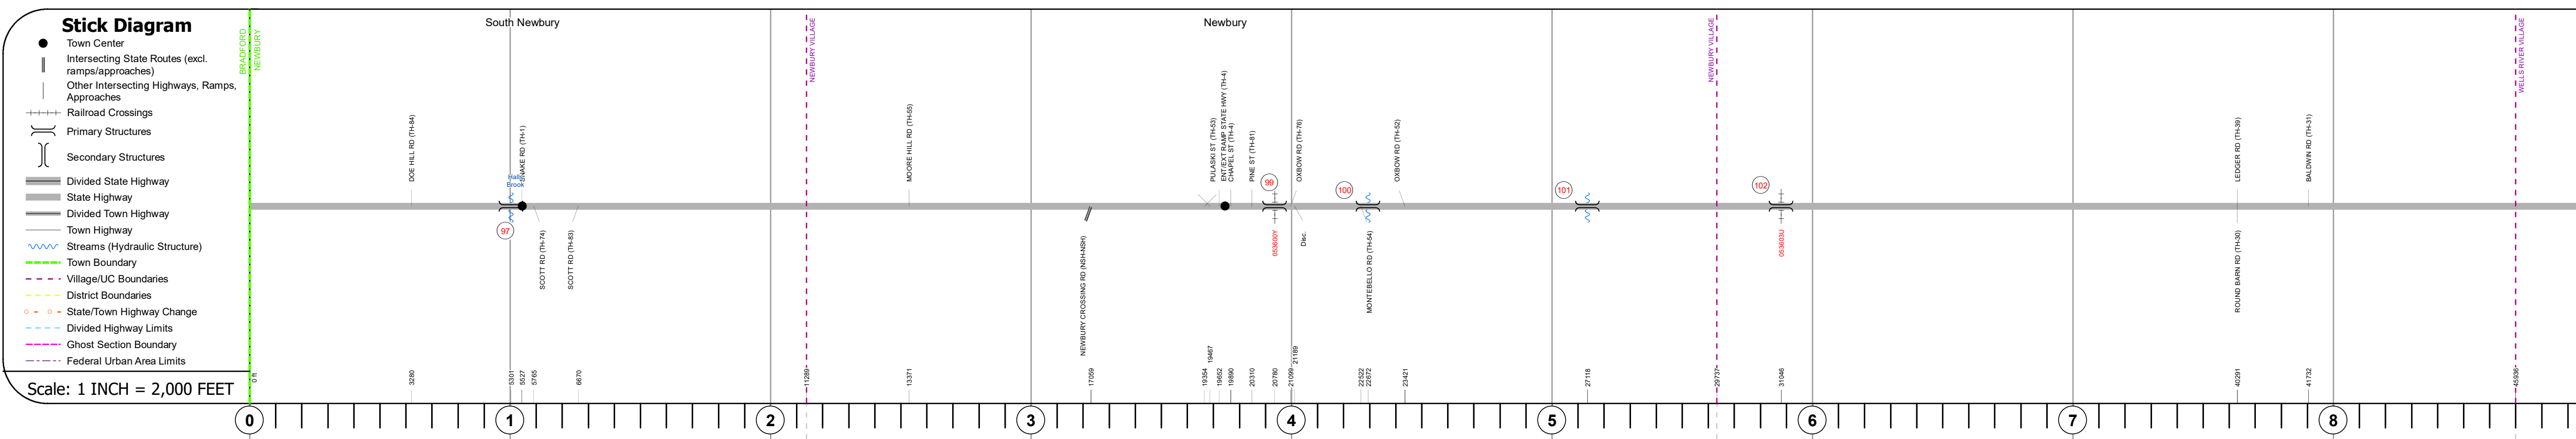 Stick Diagram
Town Center
Intersecting State Routes (excl.
ramps/approaches)
Other Intersecting Highways, Ramps,
Approaches
Railroad Crossings
Primary Structures
Secondary Structures
Divided State Highway
State Highway
Divided Town Highway
Town Highway
Streams (Hydraulic Structure)
Town Boundary
Village/UC Boundaries
District Boundaries
State/Town Highway Change
Divided Highway Limits
Ghost Section Boundary
Federal Urban Area Limits
Scale: 1 INCH = 2,000 FEET
South Newbury
Newbury
BRADFORD
NEWBURY
NEWBURY VILLAGE
NEWBURY VILLAGE
WELLS RIVER VILLAGE
DOE HILL RD (TH-84)
SNAKE RD (TH-1)
Halls
Brook
MOORE HILL RD (TH-55)
PULASKI ST (TH-53)
ENT/EXT RAMP STATE HWY (TH-4)
CHAPEL ST (TH-4)
PINE ST (TH-81)
OXBOW RD (TH-76)
OXBOW RD (TH-52)
LEDGER RD (TH-39)
BALDWIN RD (TH-31)
97
99
100
101
102
SCOTT RD (TH-74)
SCOTT RD (TH-83)
NEWBURY CROSSING RD (NSH-NSH)
053600Y
Disc.
MONTEBELLO RD (TH-54)
053603U
ROUND BARN RD (TH-30)
0 ft
3280
5301
5527
5765
6670
11289
13371
17059
19354
19467
19652
19890
20310
20780
21099
21189
22522
22672
23421
27118
29737
31046
40291
41732
45936
0
1
2
3
4
5
6
7
8